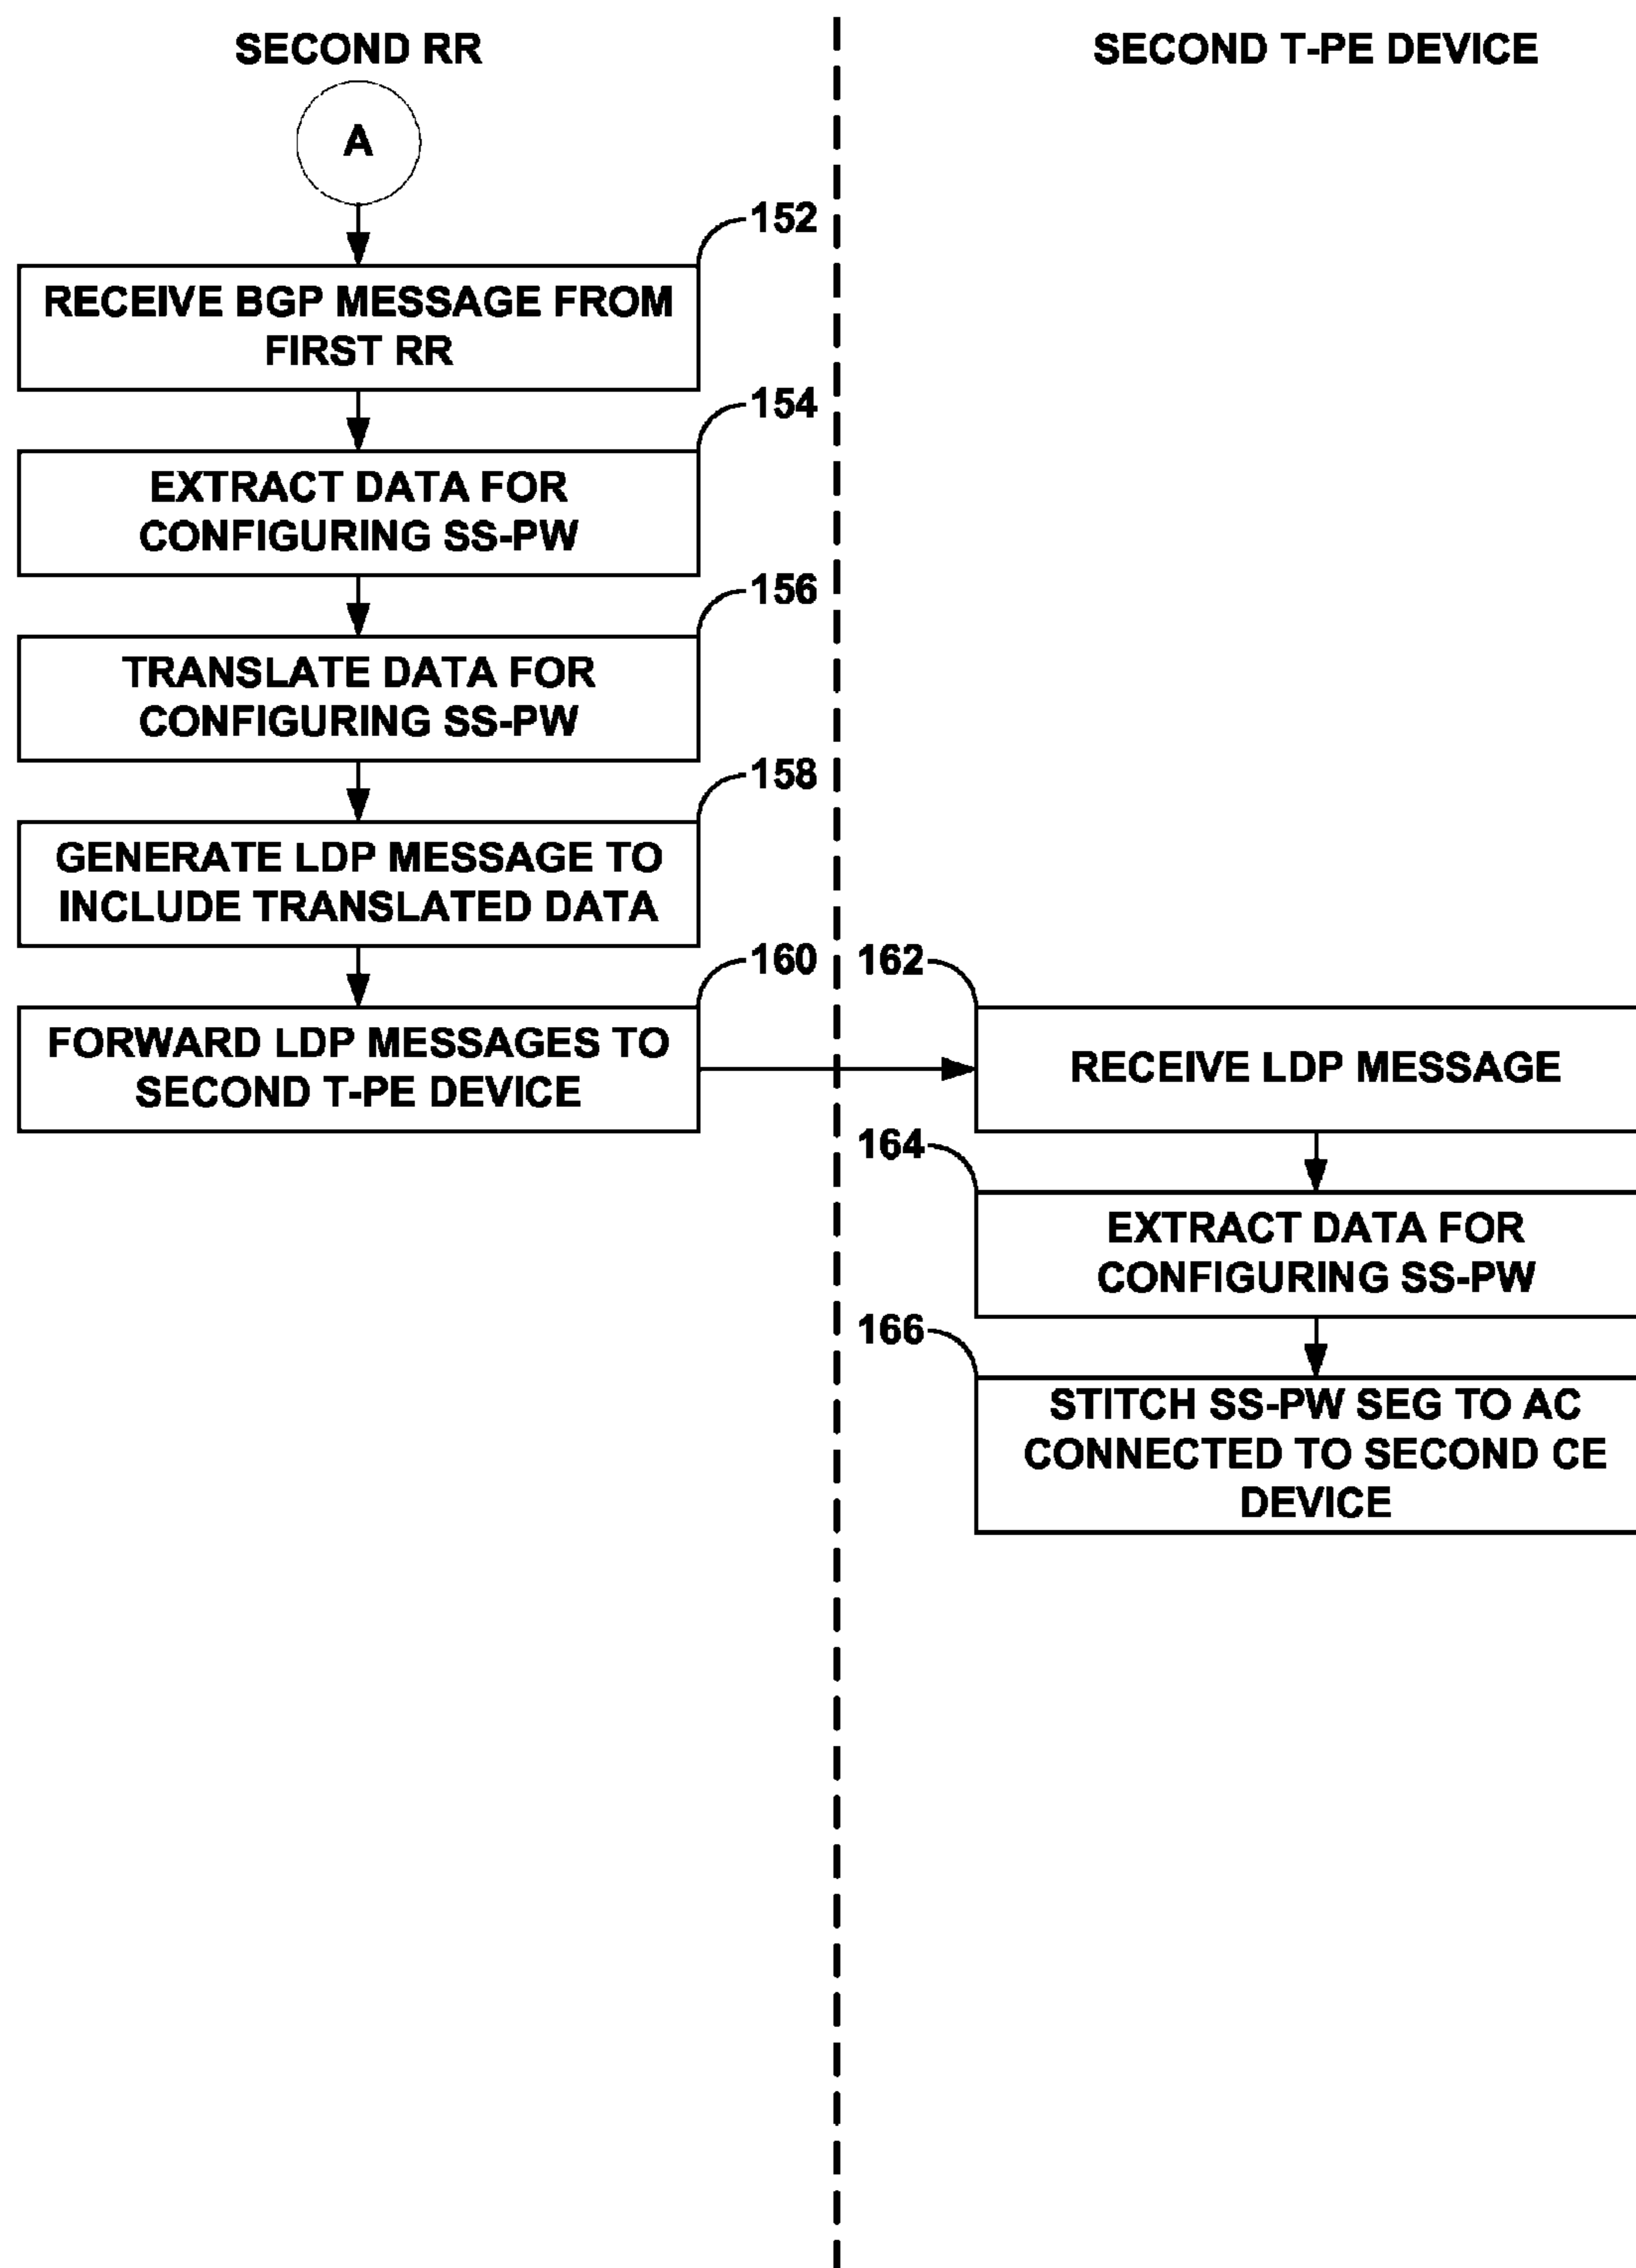 SECOND RR
SECOND T-PE DEVICE
A
152
RECEIVE BGP MESSAGE FROM
FIRST RR
154
EXTRACT DATA FOR
CONFIGURING SS-PW
156
TRANSLATE DATA FOR
CONFIGURING SS-PW
158
GENERATE LDP MESSAGE TO
INCLUDE TRANSLATED DATA
160
FORWARD LDP MESSAGES TO
SECOND T-PE DEVICE
162
RECEIVE LDP MESSAGE
164
EXTRACT DATA FOR
CONFIGURING SS-PW
166
STITCH SS-PW SEG TO AC
CONNECTED TO SECOND CE
DEVICE